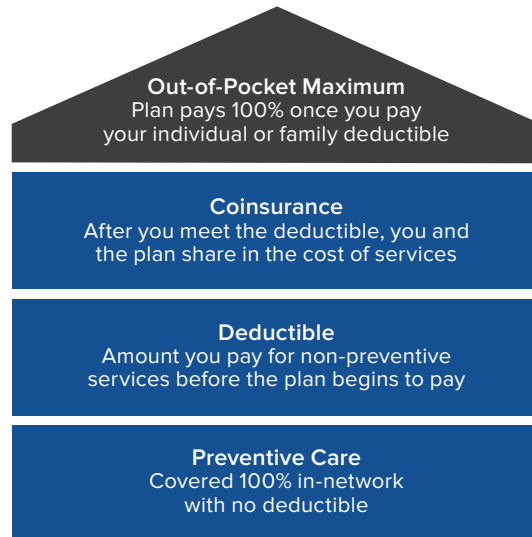 Out-of-Pocket Maximum
Plan pays 100% once you pay
your individual or family deductible
Coinsurance
After you meet the deductible, you and
the plan share in the cost of services
Deductible
Amount you pay for non-preventive
services before the plan begins to pay
Preventive Care
Covered 100% in-network
with no deductible